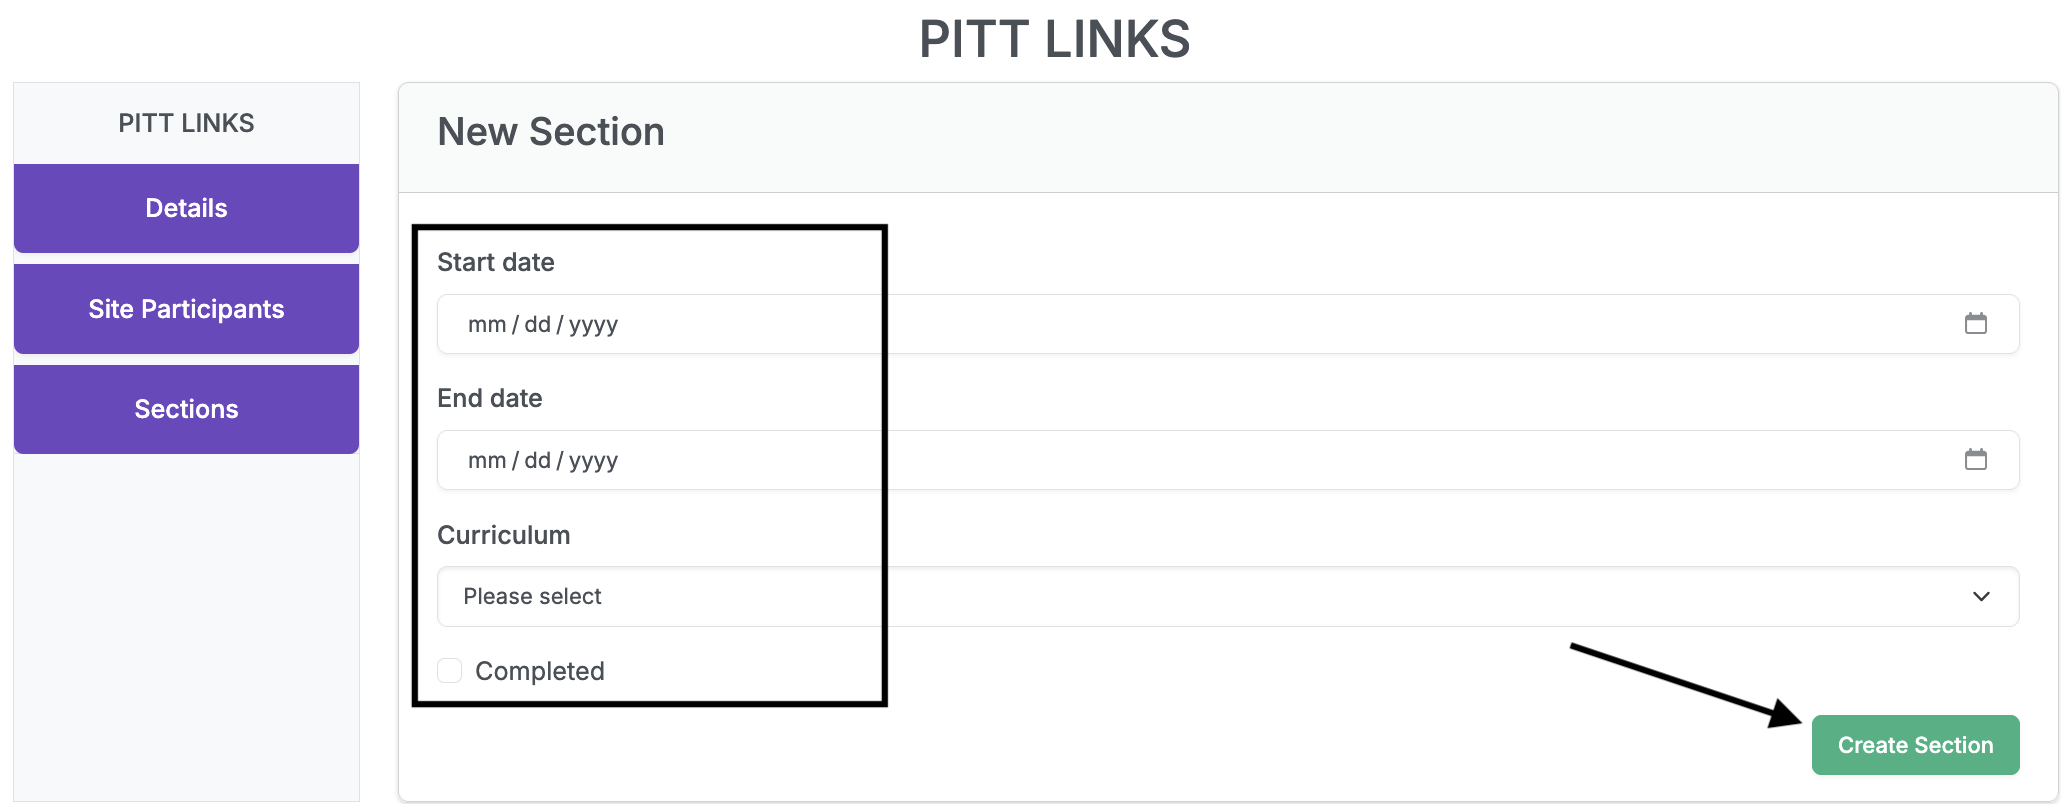 PITT LINKS
PITT LINKS
Details
Site Participants
Sections
New Section
Start date
mm / dd / yyyy
End date
mm / dd / yyyy
Curriculum
Please select
Completed
Create Section